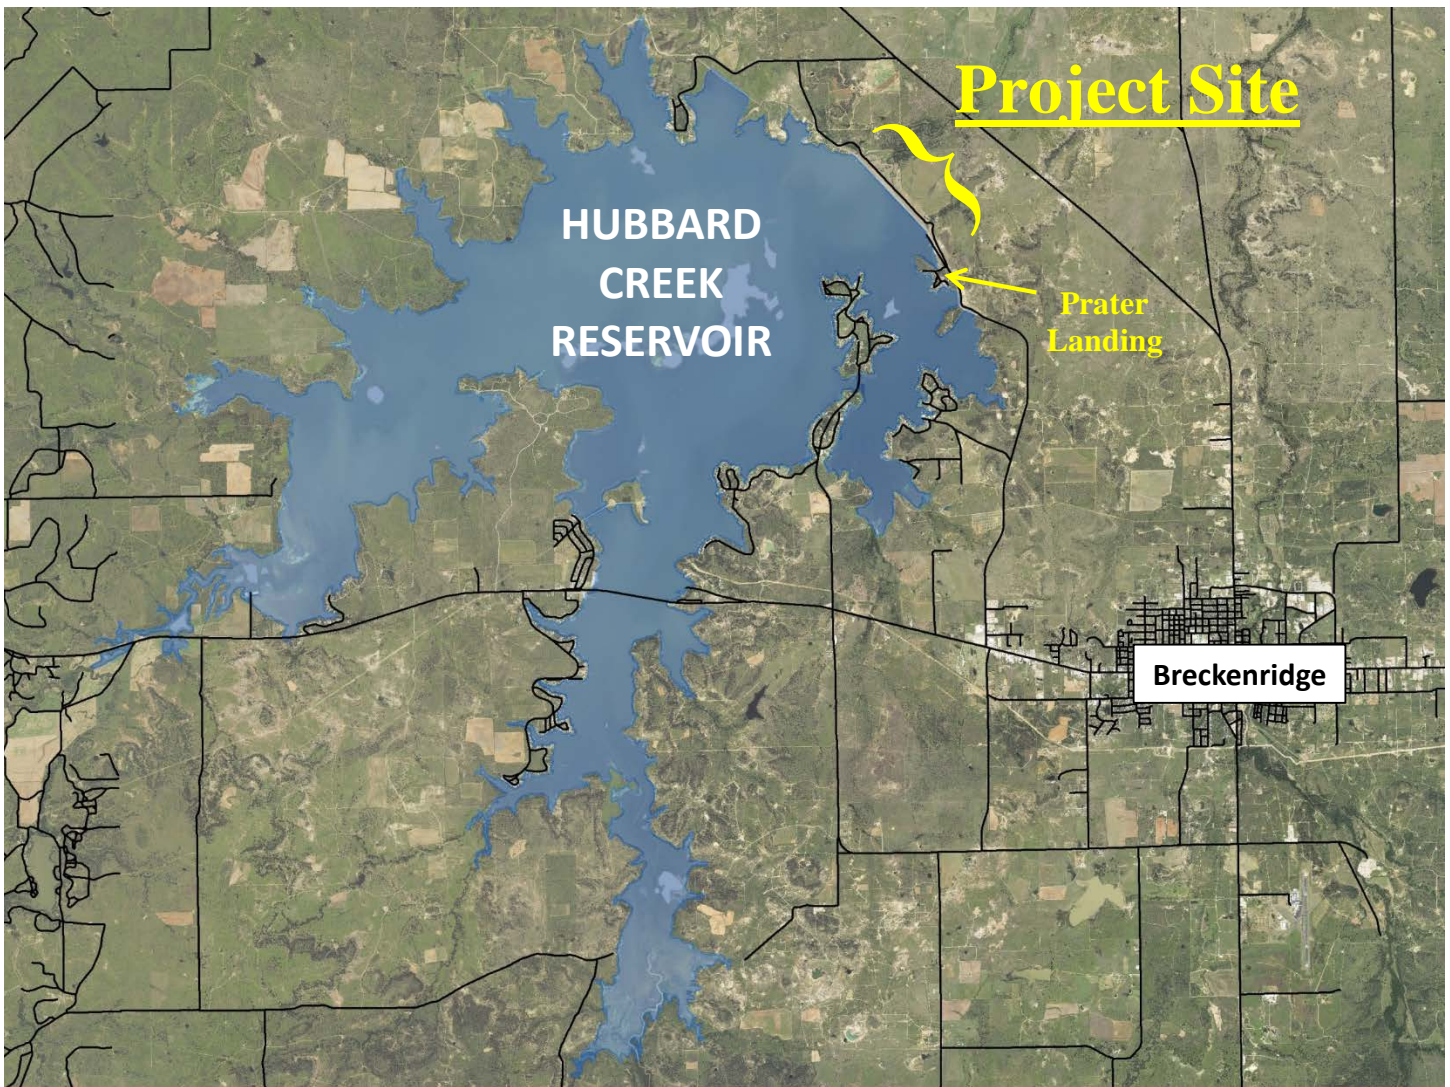 Project Site
HUBBARD
CREEK
RESERVOIR
Prater
Landing
Breckenridge